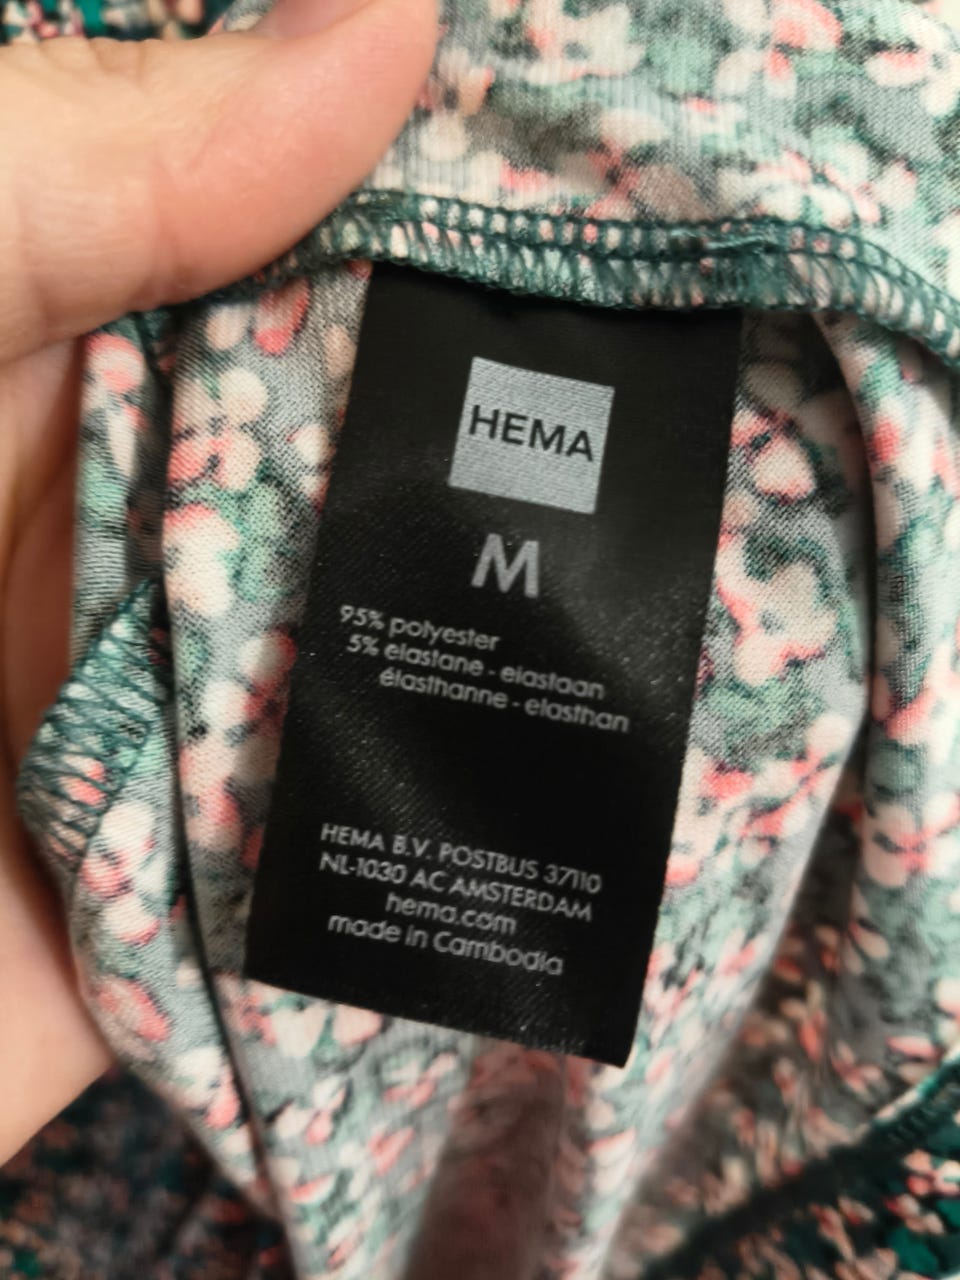 HEMA
M
95% polyester
5% elastane - elastaan
élasthanne - elasthan
HEMA B.V. POSTBUS 37110
NL-1030 AC AMSTERDAM
hema.com
made in Cambodia